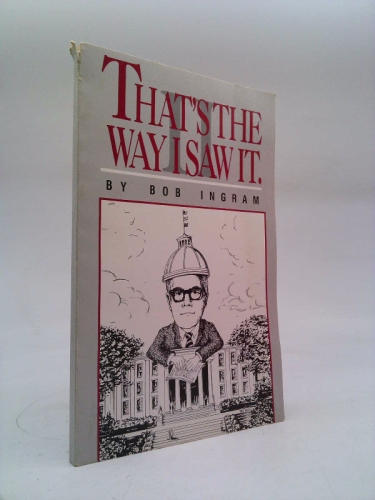 THAT'S THE
WAY I SAW IT.
BY BOB INGRAM